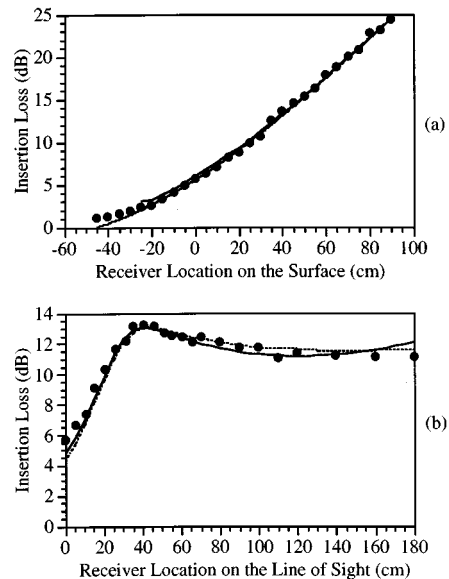 25
20
15
10
5
0
-60 -40 -20 0 20 40 60 80 100
Insertion Loss (dB)
Receiver Location on the Surface (cm)
(a)
14
12
10
8
6
4
2
0
0 20 40 60 80 100 120 140 160 180
Insertion Loss (dB)
Receiver Location on the Line of Sight (cm)
(b)